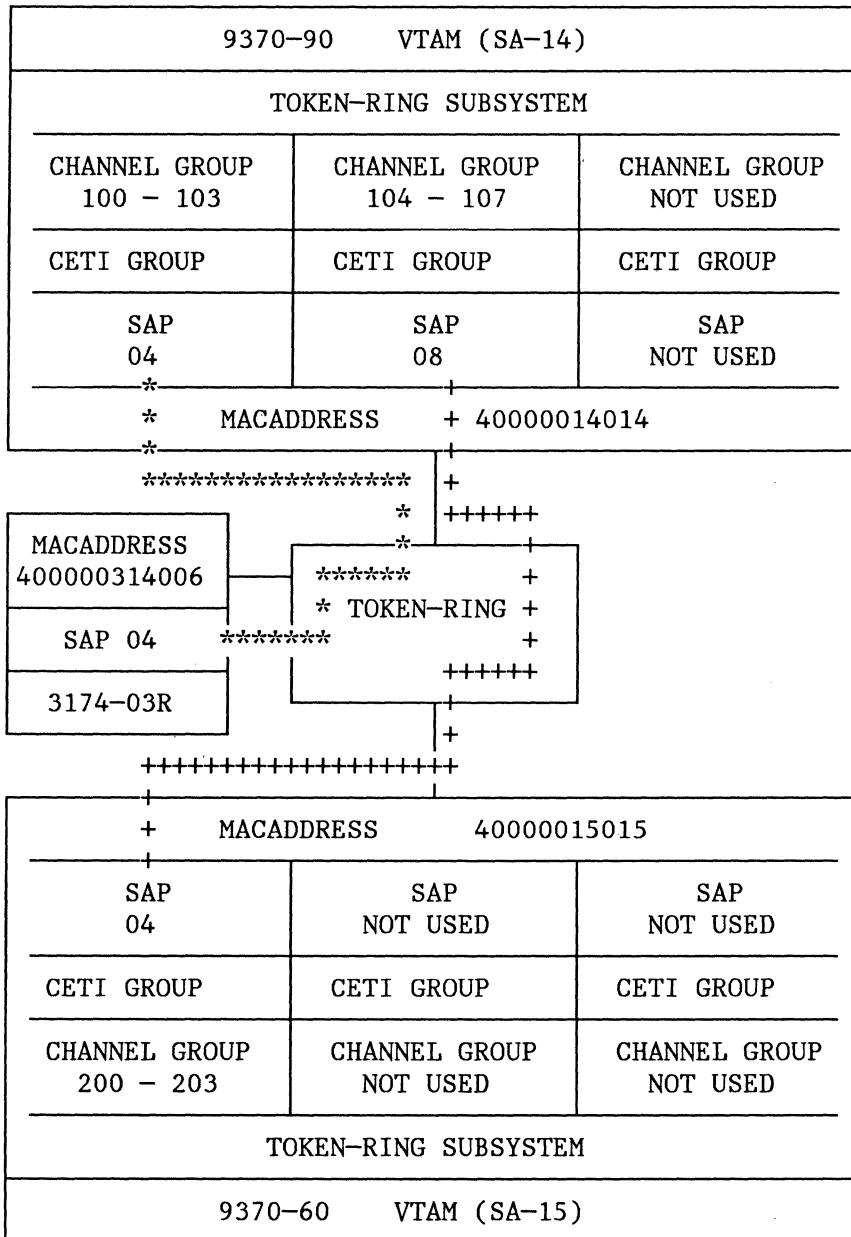 9370-90 VTAM (SA-14)
TOKEN-RING SUBSYSTEM
CHANNEL GROUP CHANNEL GROUP CHANNEL GROUP
100 - 103 104 - 107 NOT USED
CETI GROUP CETI GROUP CETI GROUP
SAP SAP SAP
04 08 NOT USED
MACADDRESS 40000014014
MACADDRESS
400000314006
TOKEN-RING
SAP 04
3174-03R
MACADDRESS 40000015015
SAP SAP SAP
04 NOT USED NOT USED
CETI GROUP CETI GROUP CETI GROUP
CHANNEL GROUP CHANNEL GROUP CHANNEL GROUP
200 - 203 NOT USED NOT USED
TOKEN-RING SUBSYSTEM
9370-60 VTAM (SA-15)